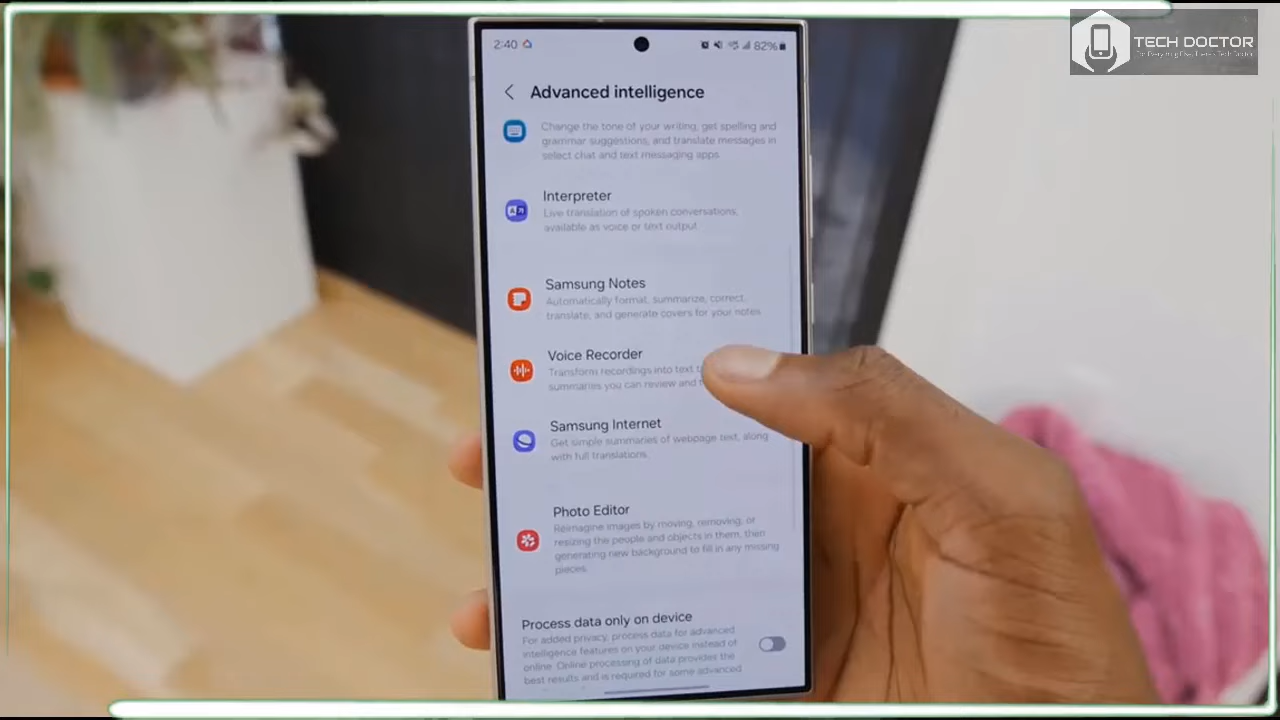 TECH DOCTOR
2:40
82%
Advanced intelligence
Change the tone of your writing, get spelling and
grammar suggestions, and translate messages in
select chat and text messaging apps.
Interpreter
Live translation of spoken conversations,
available as voice or text output.
Samsung Notes
Automatically format, summarize, correct,
translate, and generate covers for your notes.
Voice Recorder
Transform recordings into text
summaries you can review and
Samsung Internet
Get simple summaries of webpage text, along
with full translations.
Photo Editor
Reimagine images by moving, removing, or
resizing the people and objects in them, then
generating new background to fill in any missing
pieces.
Process data only on device
For added privacy, process data for advanced
intelligence features on your device instead of
online. Online processing of data provides the
best results and is required for some advanced